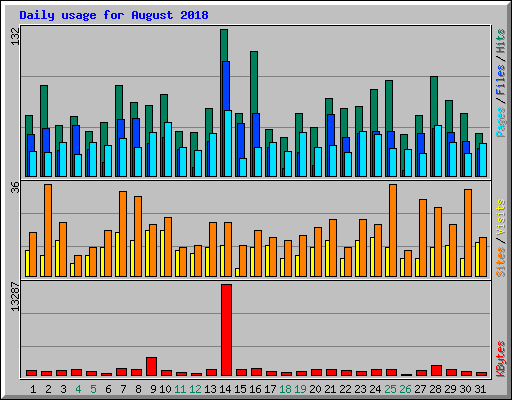 Daily usage for August 2018
132
Pages / Files / Hits
36
Sites / Visits
13287
KBytes
1 2 3 4 5 6 7 8 9 10 11 12 13 14 15 16 17 18 19 20 21 22 23 24 25 26 27 28 29 30 31